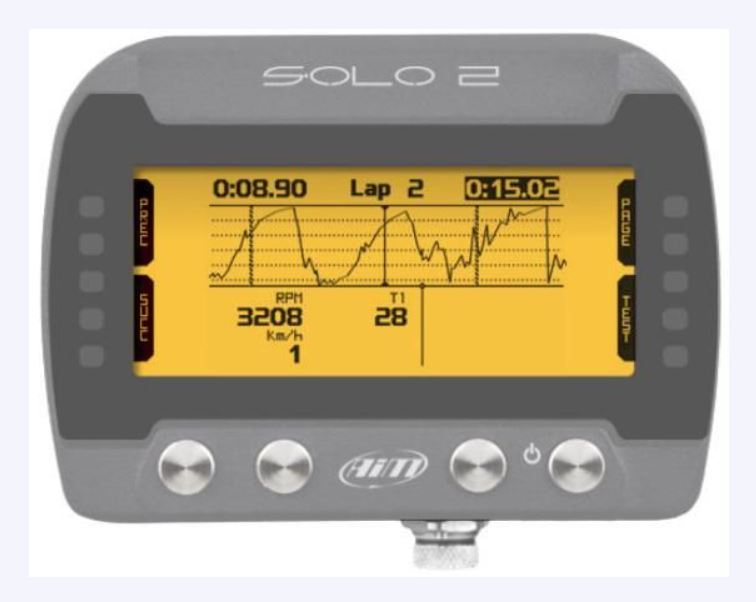 SOLO 2
0:08.90 Lap 2 0:15.02
PREC
PAGE
RPM T1
3208 28
Km/h
1
SUCC
TEST
AiM